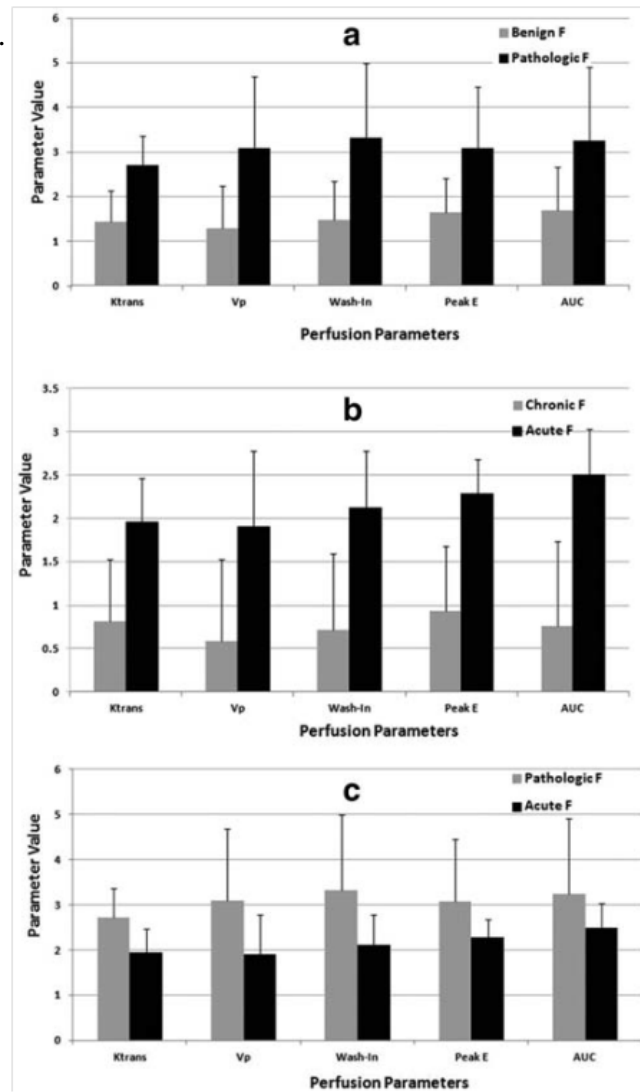 a
Benign F
Pathologic F
6
5
4
3
2
1
0
Parameter Value
Ktrans Vp Wash-In Peak E AUC
Perfusion Parameters
b
Chronic F
Acute F
3.5
3
2.5
2
1.5
1
0.5
0
Parameter Value
Ktrans Vp Wash-In Peak E AUC
Perfusion Parameters
c
Pathologic F
Acute F
6
5
4
3
2
1
0
Parameter Value
Ktrans Vp Wash-In Peak E AUC
Perfusion Parameters